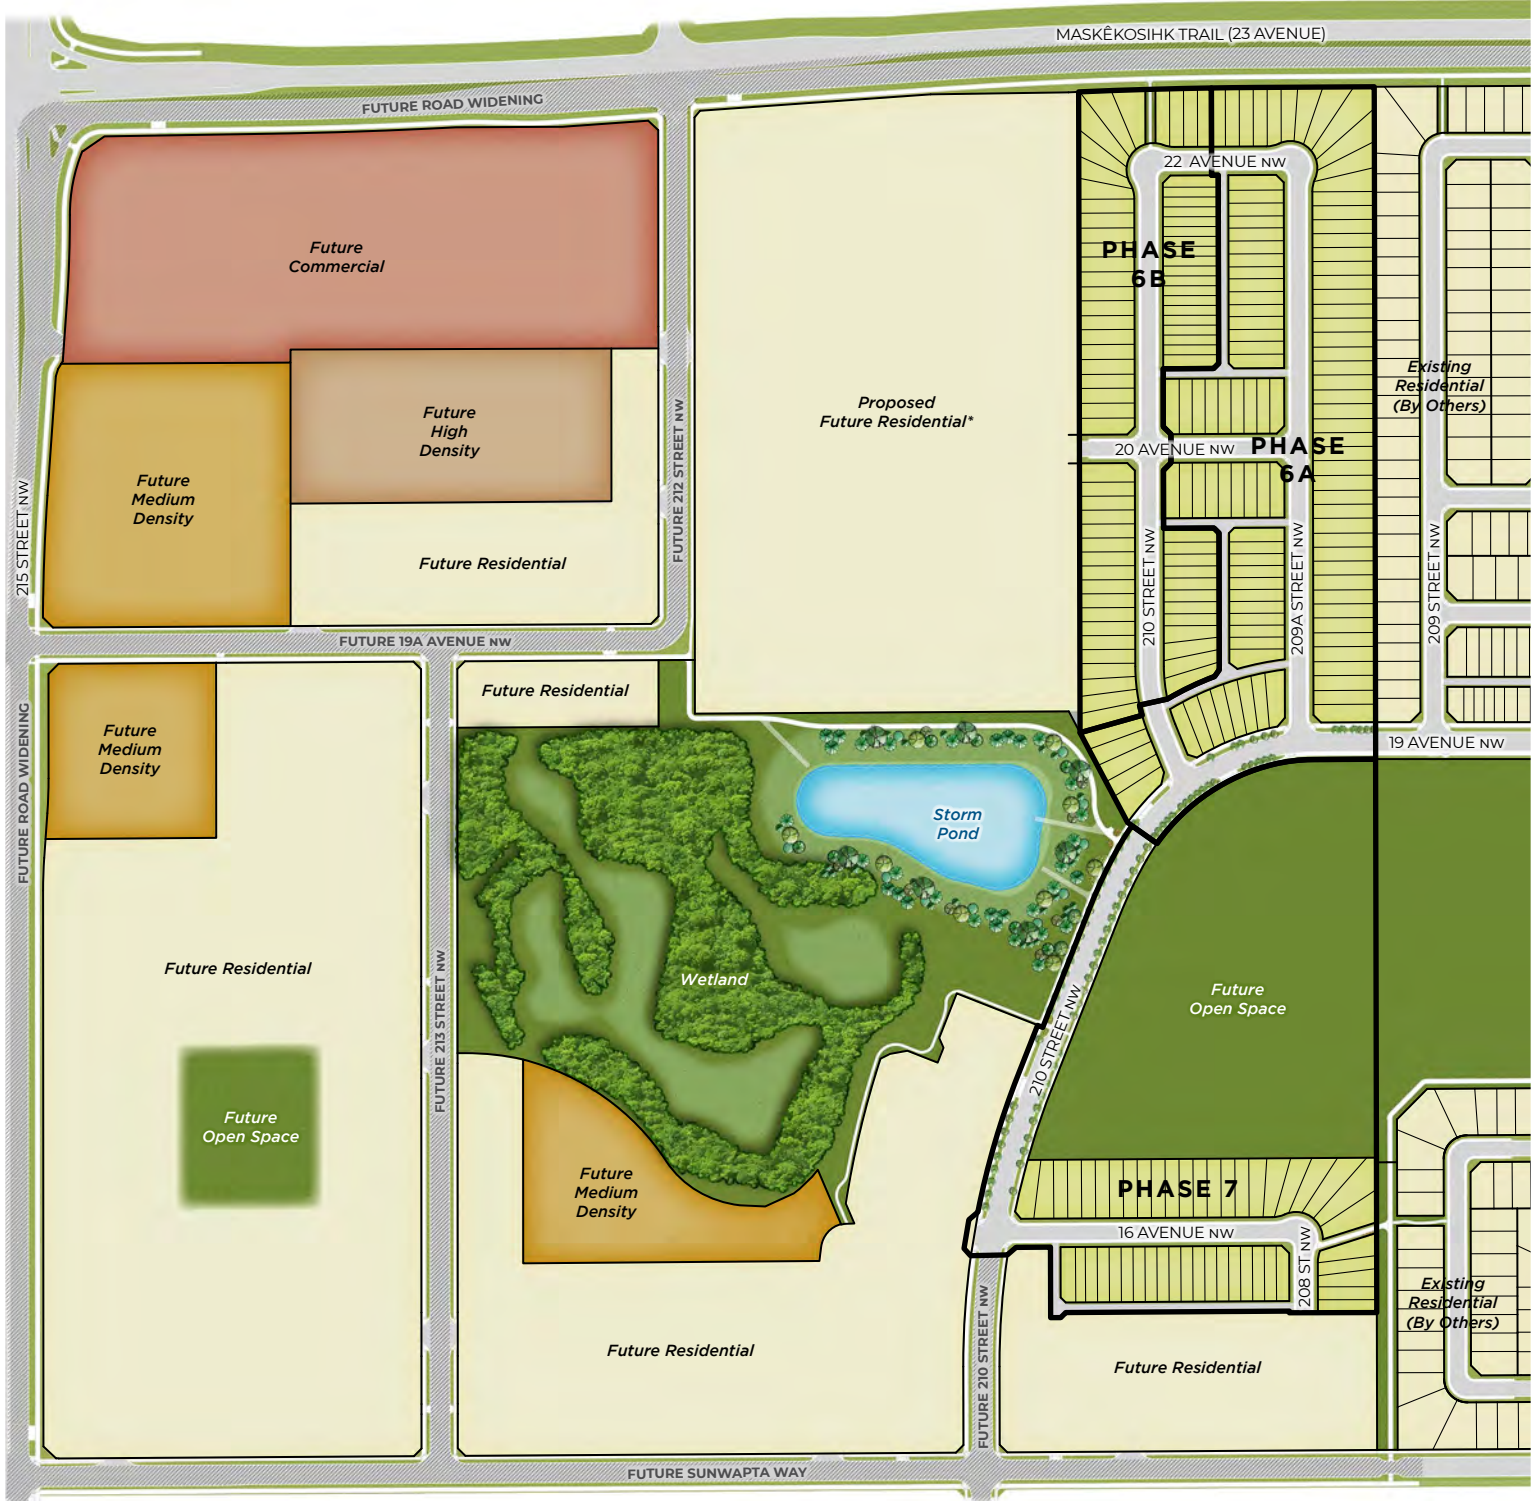 MASKÊKOSIHK TRAIL (23 AVENUE)
FUTURE ROAD WIDENING
22 AVENUE NW
Future
Commercial
PHASE
6B
Existing
Residential
(By Others)
Future
High
Density
Proposed
Future Residential*
20 AVENUE NW
PHASE
6A
Future
Medium
Density
FUTURE 212 STREET NW
215 STREET NW
Future Residential
210 STREET NW
209A STREET NW
209 STREET NW
FUTURE 19A AVENUE NW
Future Residential
19 AVENUE NW
Future
Medium
Density
FUTURE ROAD WIDENING
Storm
Pond
Future Residential
Wetland
Future
Open Space
FUTURE 213 STREET NW
210 STREET NW
Future
Open Space
Future
Medium
Density
PHASE 7
16 AVENUE NW
208 ST NW
Existing
Residential
(By Others)
Future Residential
FUTURE 210 STREET NW
Future Residential
FUTURE SUNWAPTA WAY